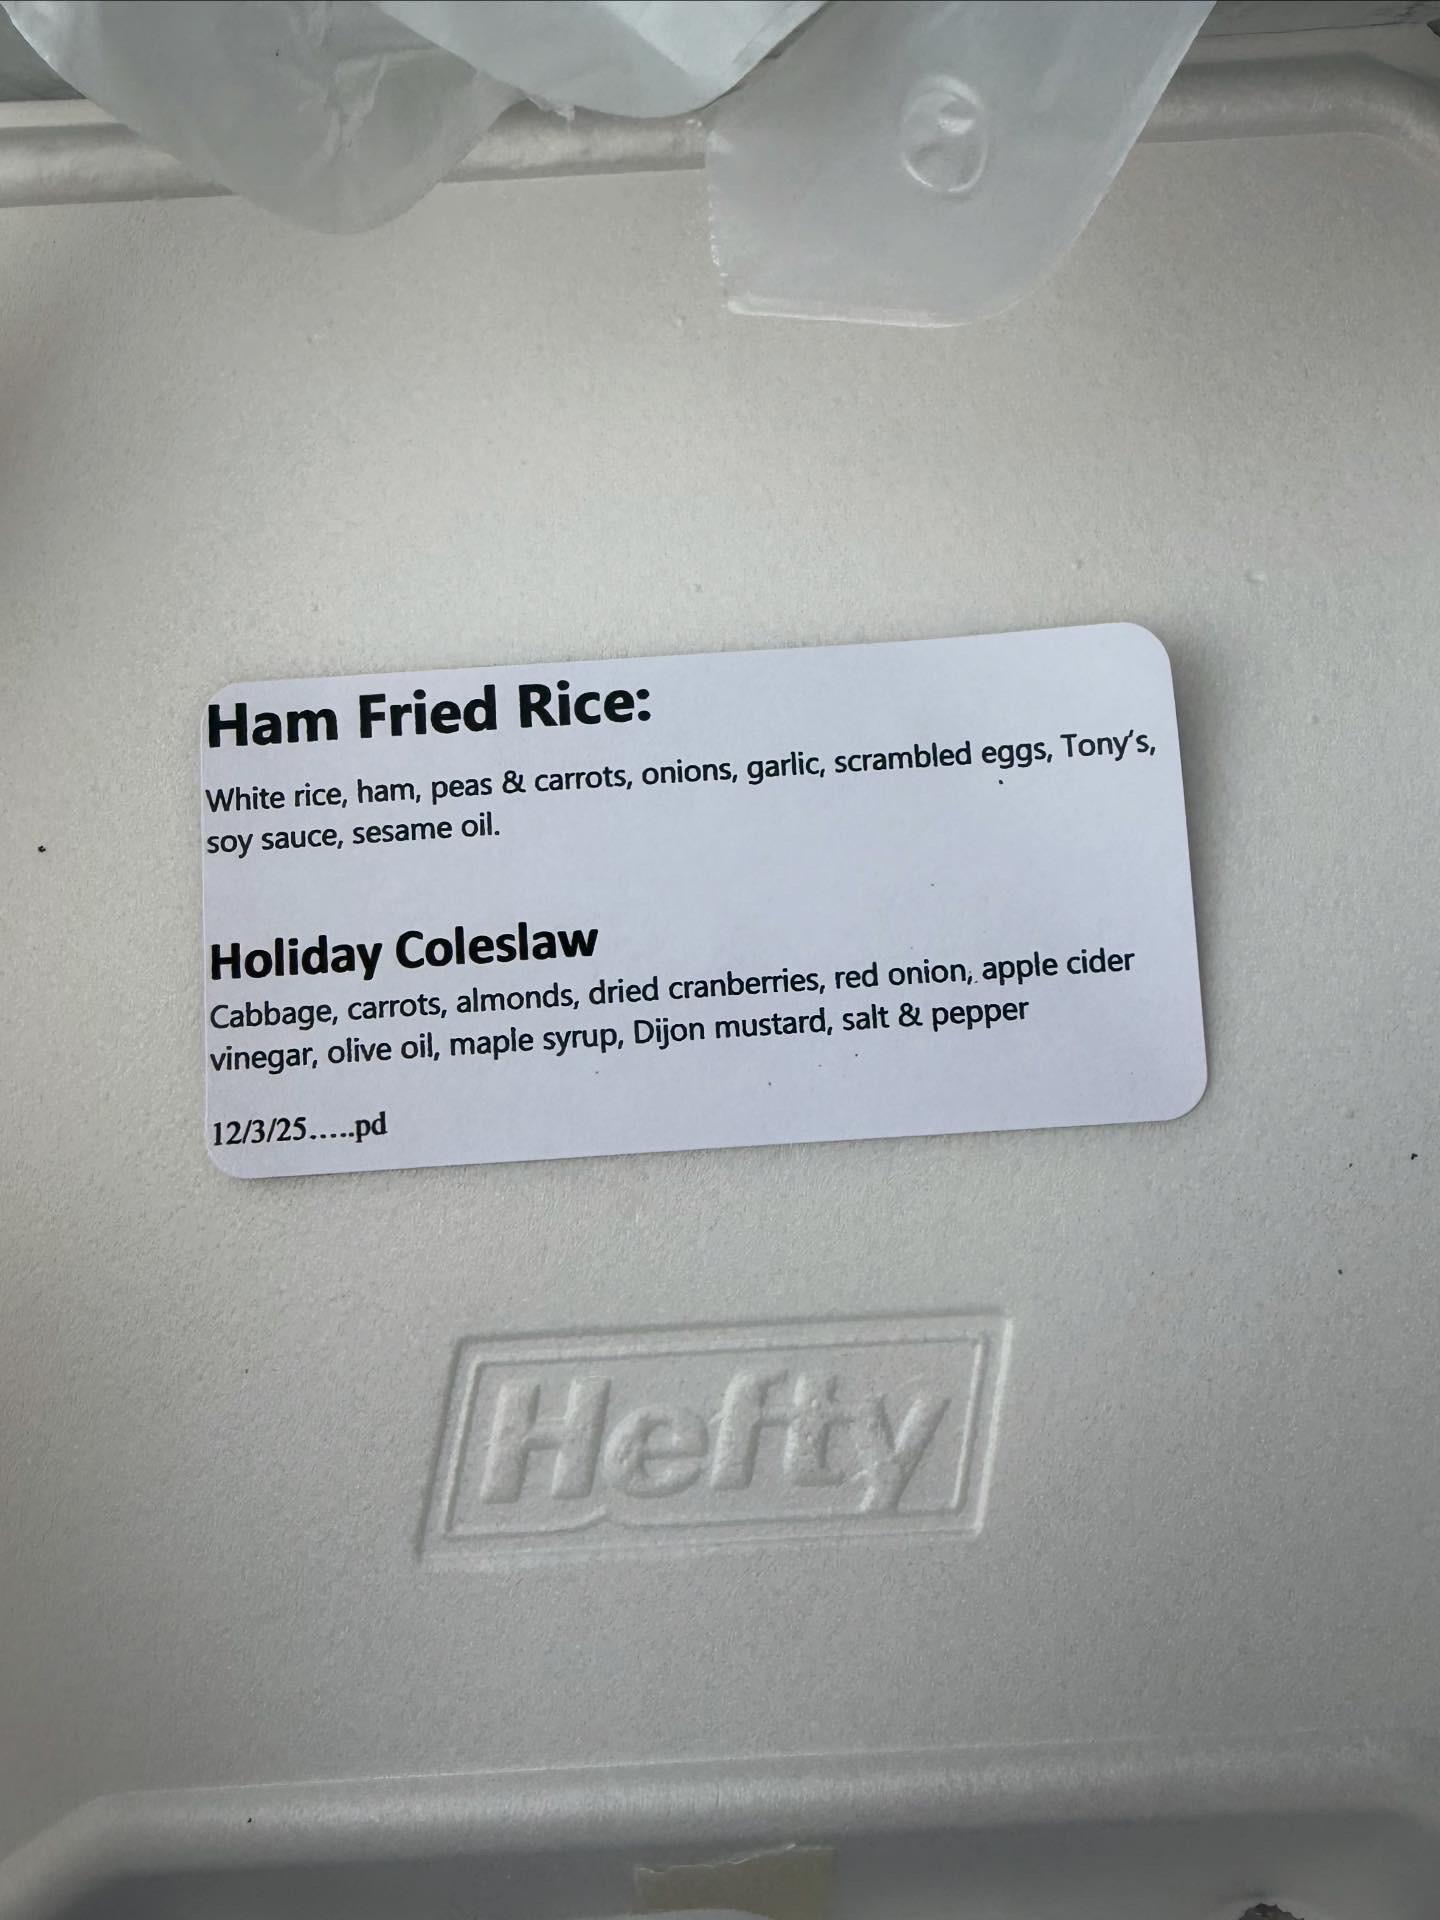 Ham Fried Rice:
White rice, ham, peas & carrots, onions, garlic, scrambled eggs, Tony's,
soy sauce, sesame oil.
Holiday Coleslaw
Cabbage, carrots, almonds, dried cranberries, red onion, apple cider
vinegar, olive oil, maple syrup, Dijon mustard, salt & pepper
12/3/25.....pd
Hefty